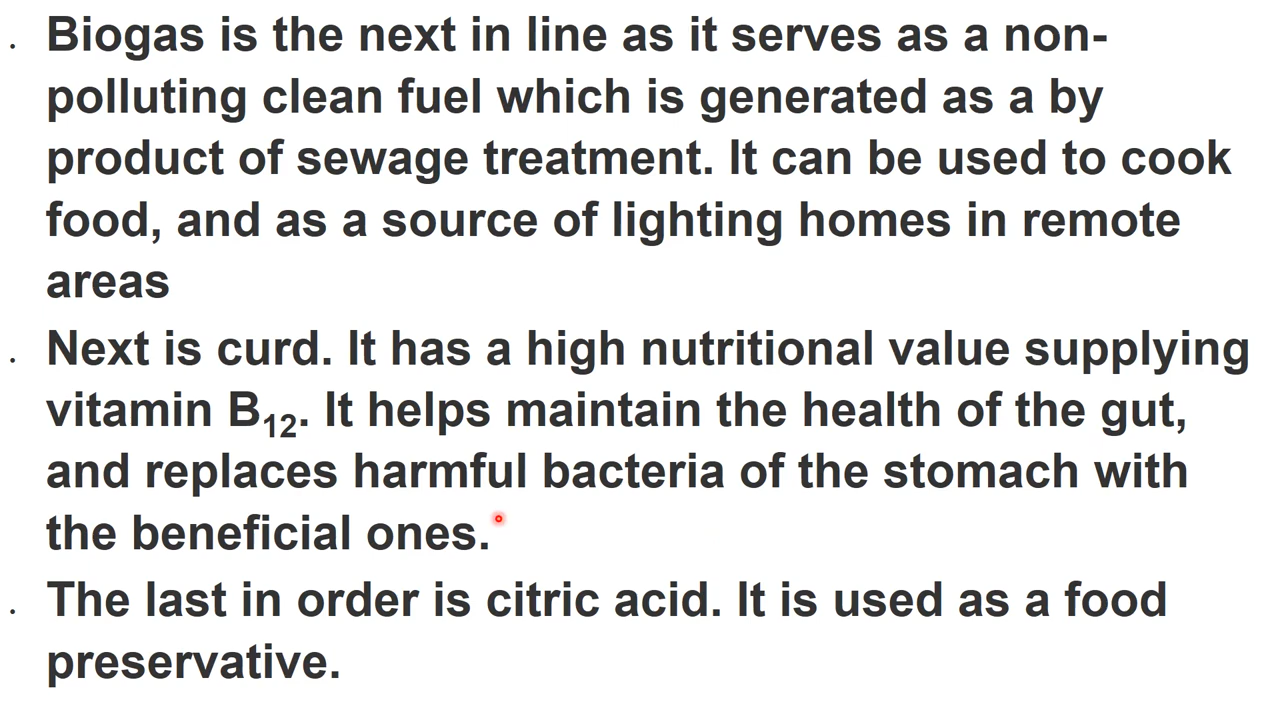 . Biogas is the next in line as it serves as a non-
polluting clean fuel which is generated as a by
product of sewage treatment. It can be used to cook
food, and as a source of lighting homes in remote
areas
. Next is curd. It has a high nutritional value supplying
vitamin B₁₂. It helps maintain the health of the gut,
and replaces harmful bacteria of the stomach with
the beneficial ones.
. The last in order is citric acid. It is used as a food
preservative.